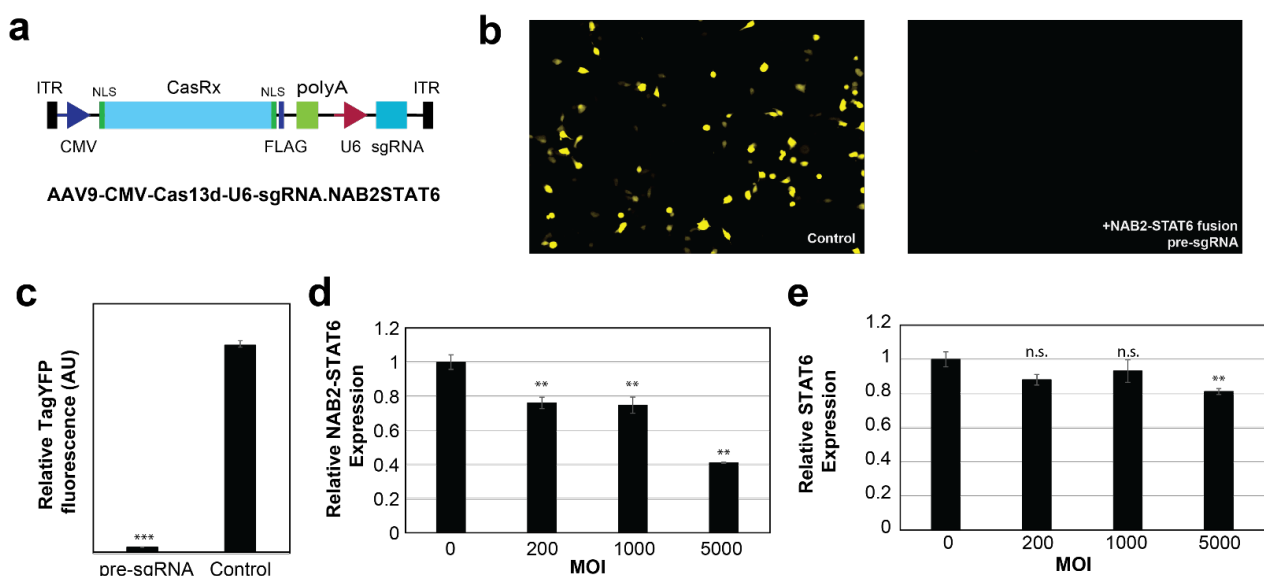 a
ITR
NLS
CasRx
NLS
polyA
ITR
CMV
FLAG
U6
sgRNA
AAV9-CMV-Cas13d-U6-sgRNA.NAB2STAT6
b
Control
+NAB2-STAT6 fusion
pre-sgRNA
c
Relative TagYFP
fluorescence (AU)
***
pre-sgRNA
Control
d
Relative NAB2-STAT6
Expression
1.2
1
0.8
0.6
0.4
0.2
0
**
**
**
0
200
1000
5000
MOI
e
Relative STAT6
Expression
1.2
1
0.8
0.4
0.6
0.2
0
n.s.
n.s.
**
0
200
1000
5000
MOI